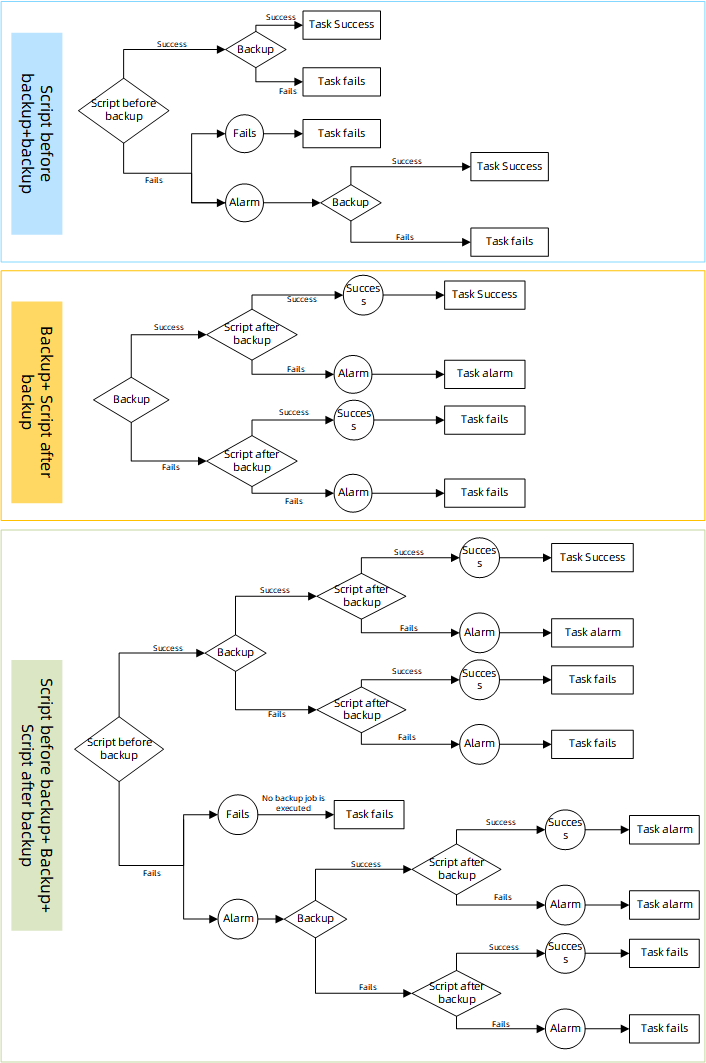 Script before
backup+backup
Success
Task Success
Success
Backup
Fails
Task fails
Script before
backup
Fails
Fails
Task fails
Alarm
Backup
Success
Task Success
Fails
Task fails
Backup+ Script after
backup
Success
Succes
s
Task Success
Success
Script after
backup
Fails
Alarm
Task alarm
Backup
Success
Succes
s
Task fails
Fails
Script after
backup
Fails
Alarm
Task fails
Script before backup+ Backup+
Script after backup
Success
Succes
s
Task Success
Success
Script after
backup
Fails
Alarm
Task alarm
Success
Backup
Success
Succes
s
Task fails
Fails
Script after
backup
Fails
Alarm
Task fails
Script before
backup
Fails
Fails
No backup job is
executed
Task fails
Alarm
Backup
Success
Script after
backup
Success
Succes
s
Task alarm
Fails
Alarm
Task alarm
Fails
Script after
backup
Success
Succes
s
Task fails
Fails
Alarm
Task fails